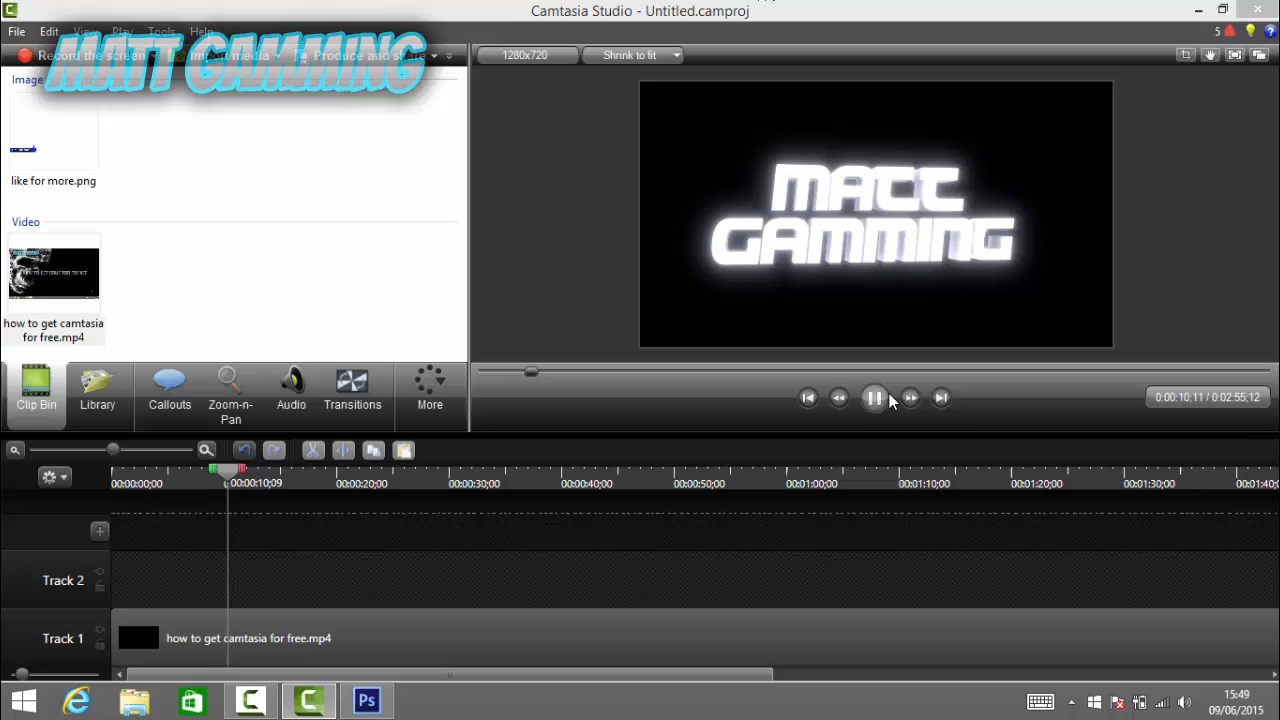 Camtasia Studio - Untitled.camproj
File Edit View Play Tools Help
5
MATT GAMMING
Record the screen Import media Produce and share
1280x720 Shrink to fit
Image
like for more.png
Video
how to get camtasia
for free.mp4
MATT
GAMMING
Clip Bin Library Callouts Zoom-n-
Pan Audio Transitions More
0:00:10,11 / 0:02:55,12
00:00:00;00 00:00:10;09 00:00:20;00 00:00:30;00 00:00:40;00 00:00:50;00 00:01:00;00 00:01:10;00 00:01:20;00 00:01:30;00 00:01:40;
Track 2
Track 1 how to get camtasia for free.mp4
Ps
15:49
09/06/2015